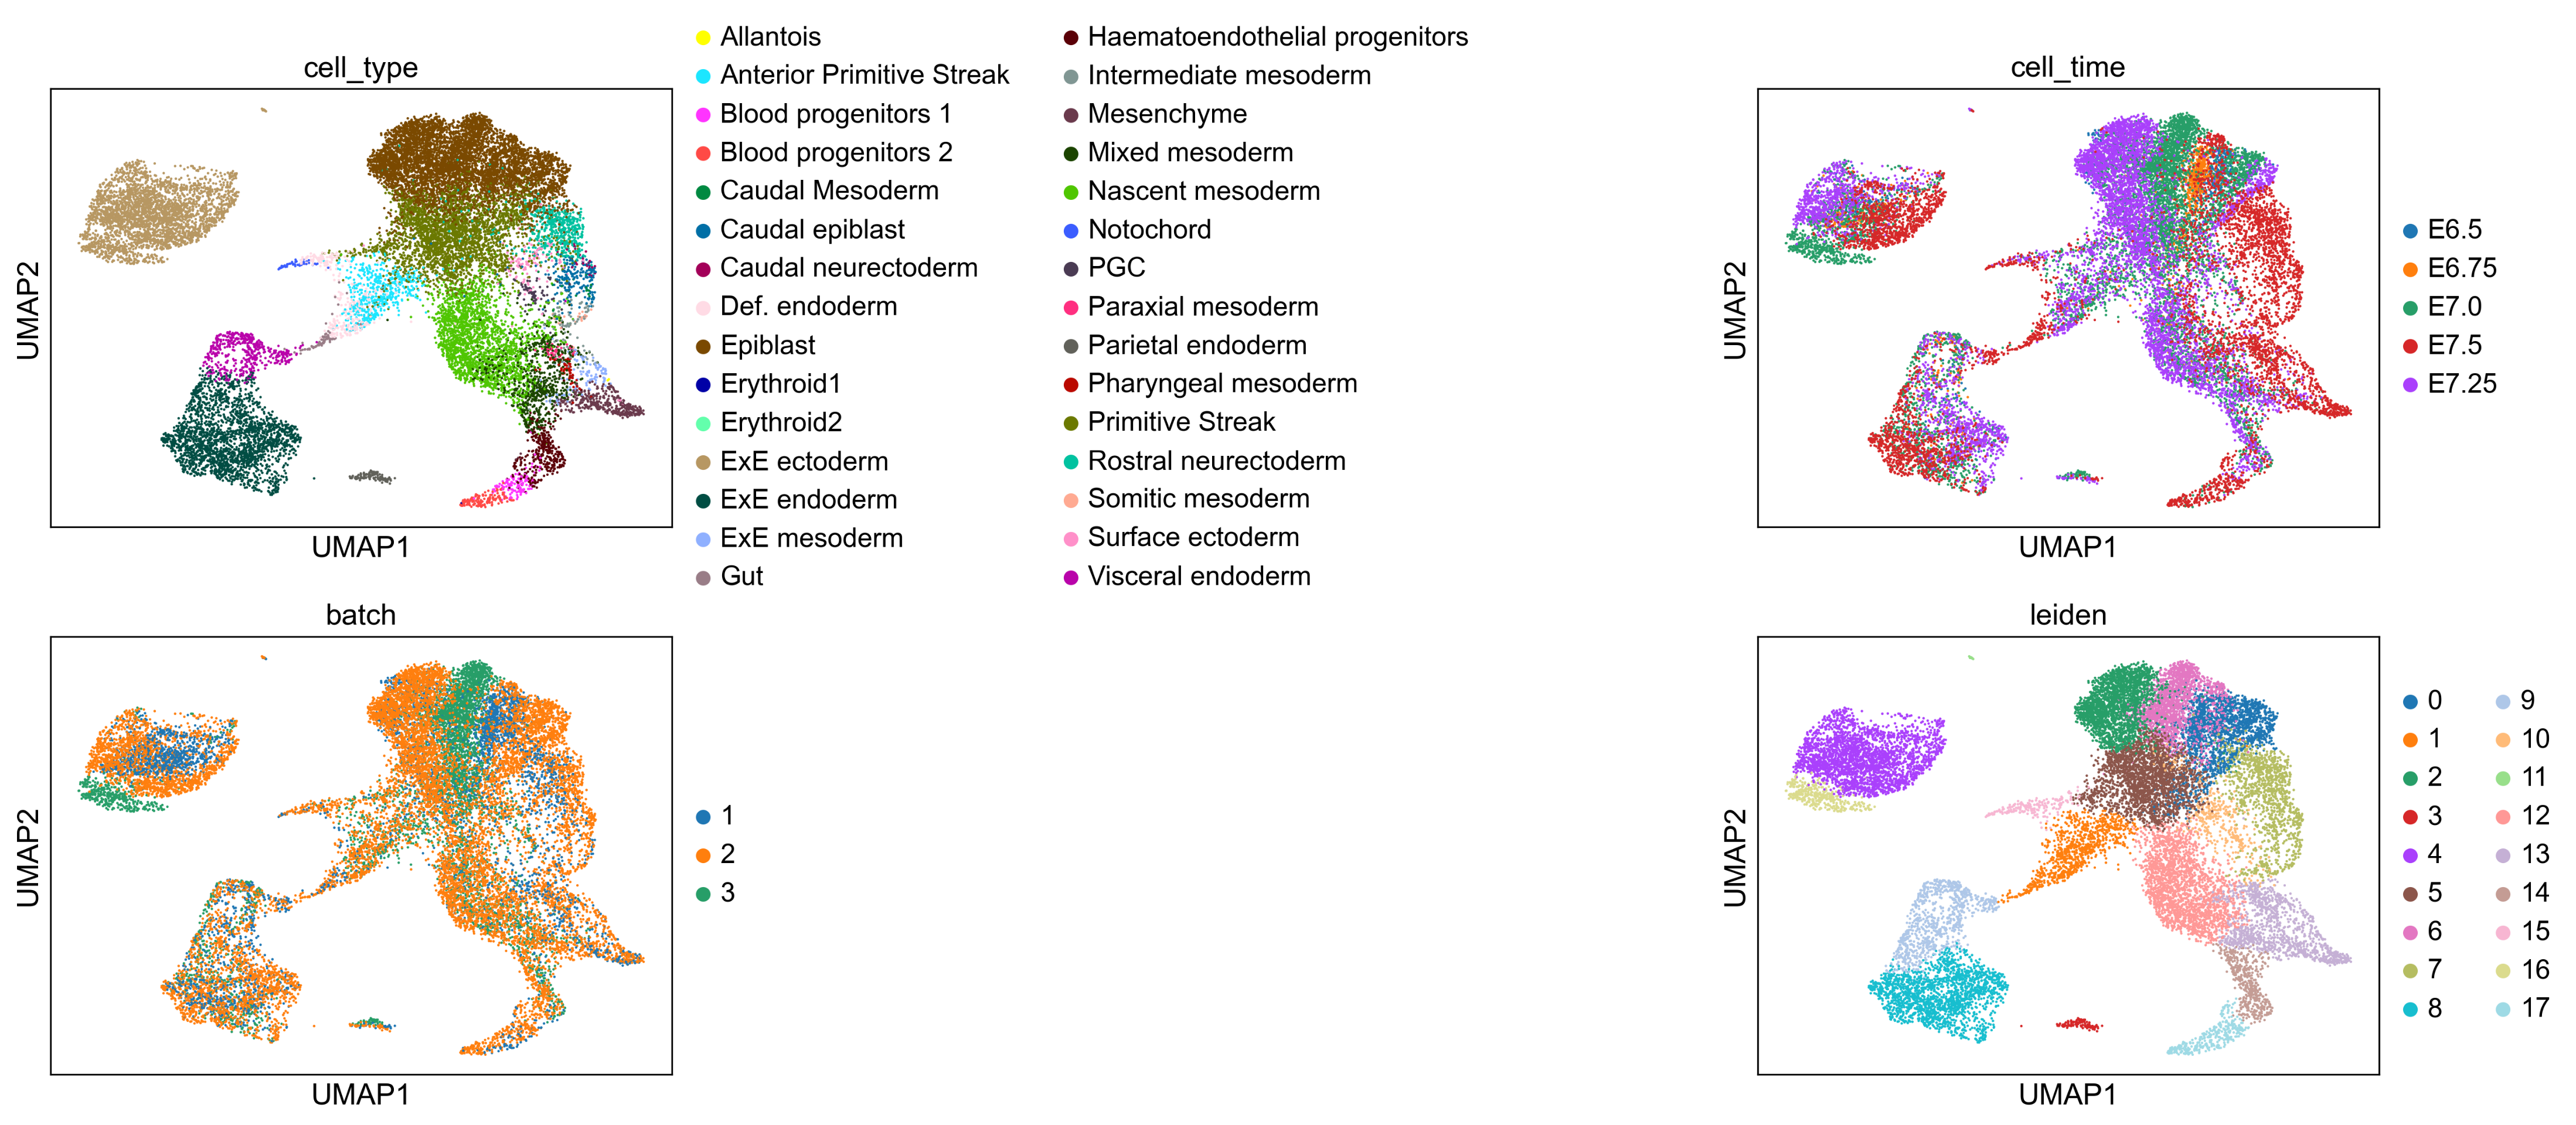 cell_type
UMAP2
UMAP1
Allantois
Anterior Primitive Streak
Blood progenitors 1
Blood progenitors 2
Caudal Mesoderm
Caudal epiblast
Caudal neurectoderm
Def. endoderm
Epiblast
Erythroid1
Erythroid2
ExE ectoderm
ExE endoderm
ExE mesoderm
Gut
Haematoendothelial progenitors
Intermediate mesoderm
Mesenchyme
Mixed mesoderm
Nascent mesoderm
Notochord
PGC
Paraxial mesoderm
Parietal endoderm
Pharyngeal mesoderm
Primitive Streak
Rostral neurectoderm
Somitic mesoderm
Surface ectoderm
Visceral endoderm
cell_time
UMAP2
UMAP1
E6.5
E6.75
E7.0
E7.5
E7.25
batch
UMAP2
UMAP1
1
2
3
leiden
UMAP2
UMAP1
0
1
2
3
4
5
6
7
8
9
10
11
12
13
14
15
16
17